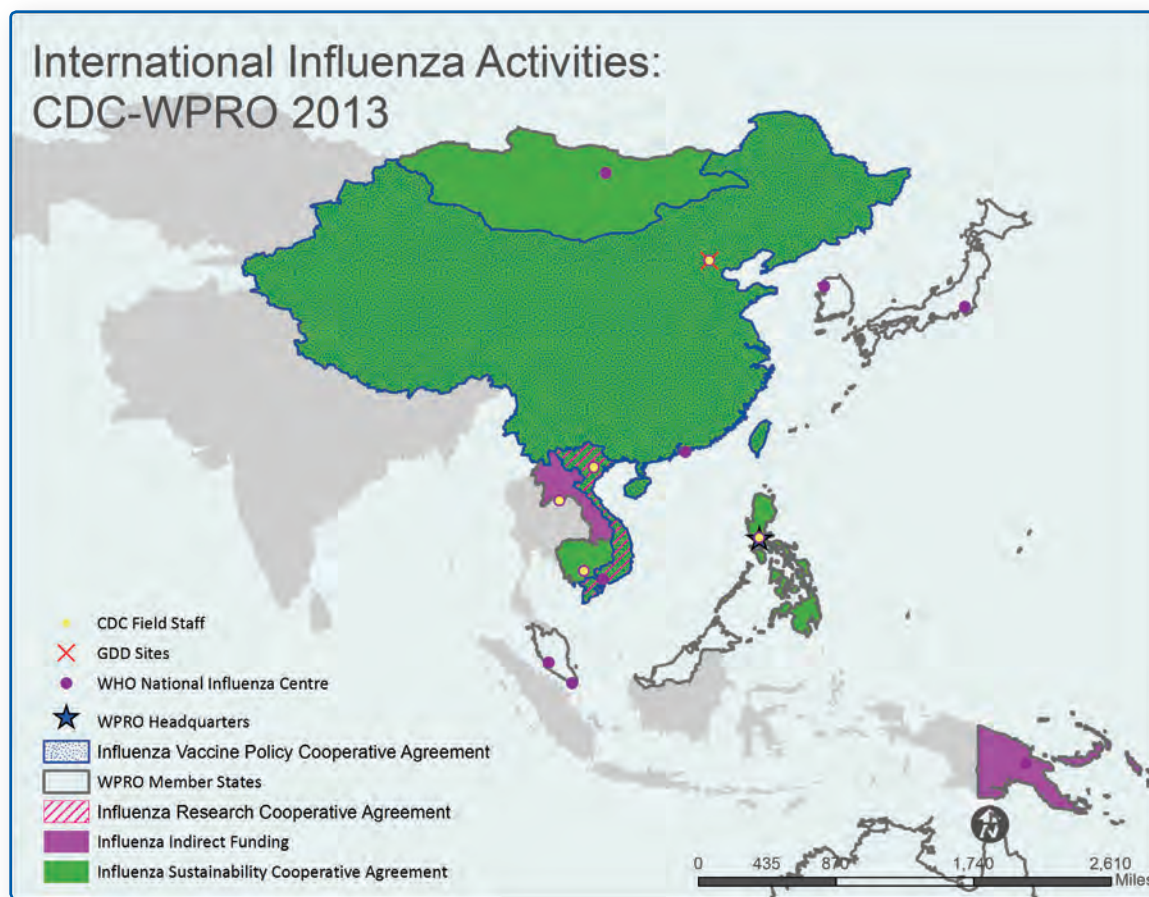 International Influenza Activities:
CDC-WPRO 2013
CDC Field Staff
GDD Sites
WHO National Influenza Centre
WPRO Headquarters
Influenza Vaccine Policy Cooperative Agreement
WPRO Member States
Influenza Research Cooperative Agreement
Influenza Indirect Funding
Influenza Sustainability Cooperative Agreement
N
0 435 870 1,740 2,610
Miles